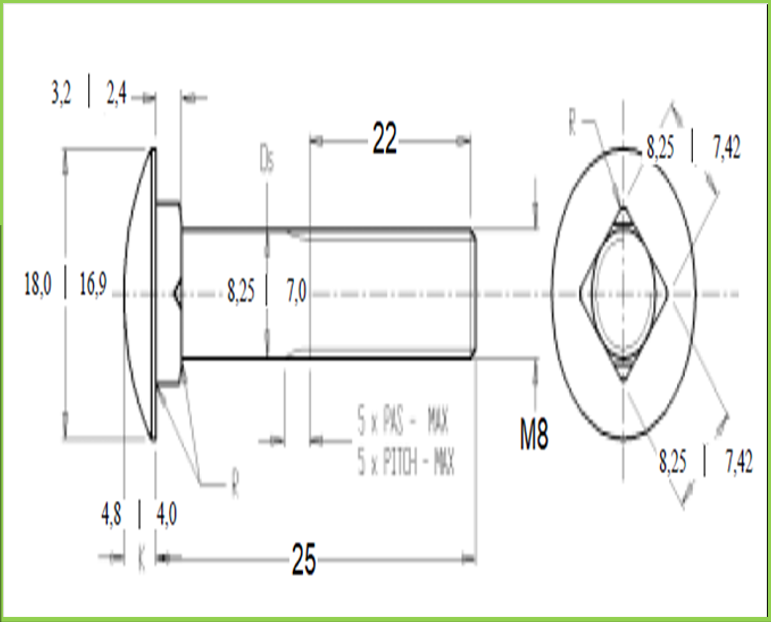 3,2 | 2,4
22
R
8,25 | 7,42
Ds
18,0 | 16,9
8,25 | 7,0
5 x PAS - MAX
5 x PITCH - MAX
M8
8,25 | 7,42
R
4,8 | 4,0
K
25